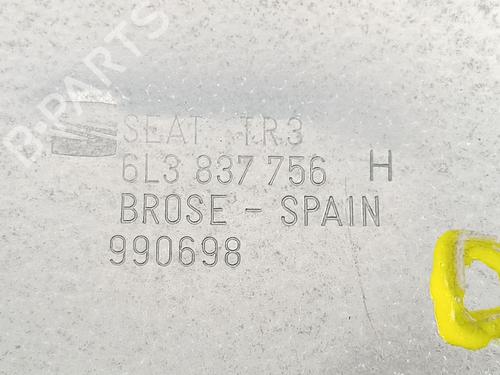 B-PARTS
SEAT TR3
6L3 837 756 H
BROSE - SPAIN
990698